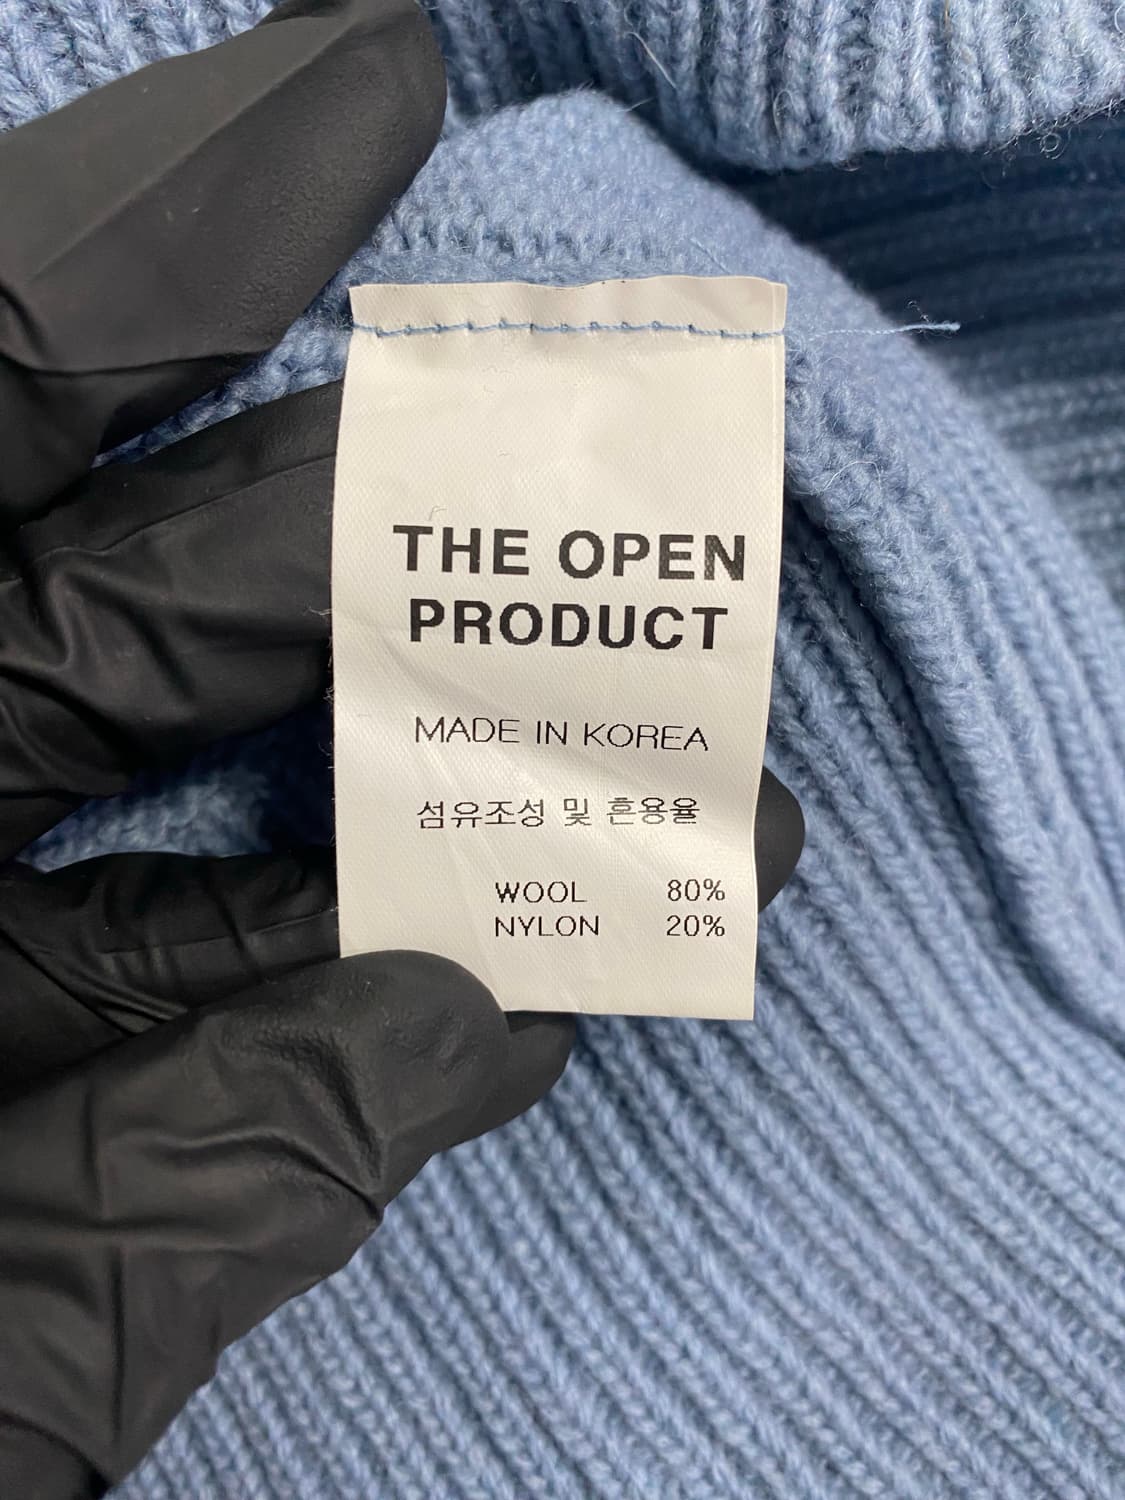 THE OPEN
PRODUCT
MADE IN KOREA
섬유조성 및 혼용율
WOOL 80%
NYLON 20%